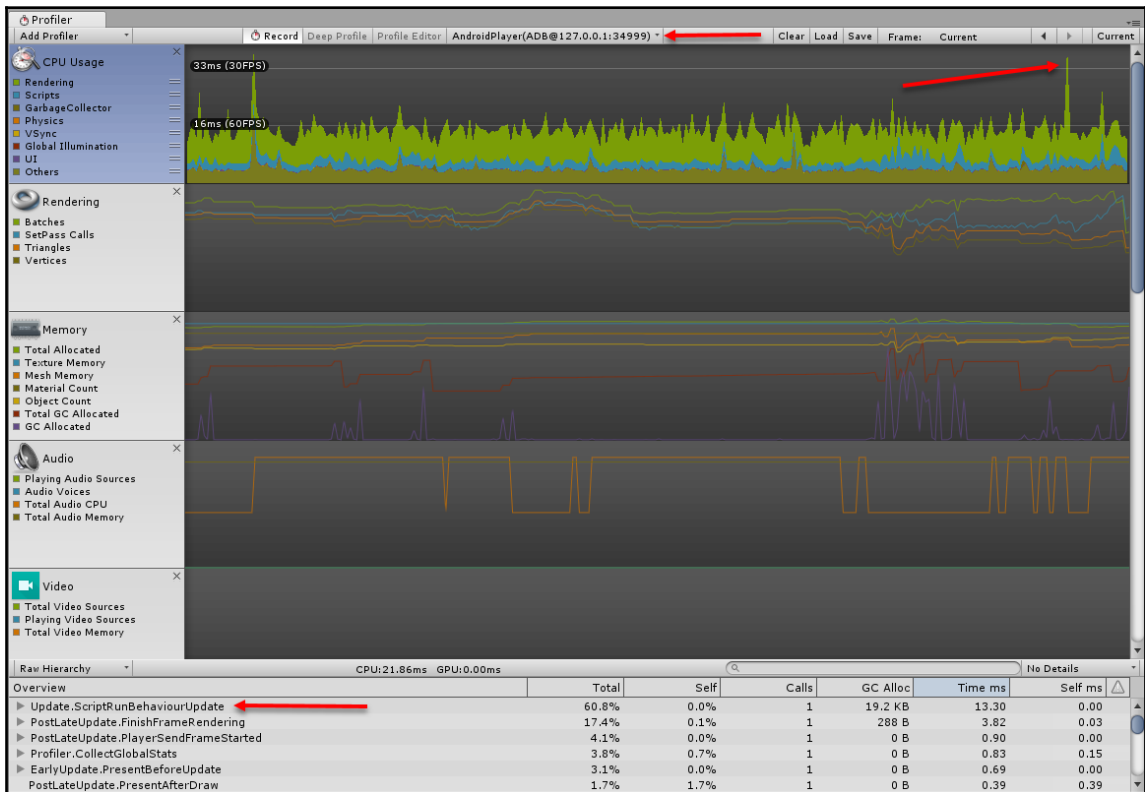 Profiler
Add Profiler Record Deep Profile Profile Editor AndroidPlayer(ADB@127.0.0.1:34999) Clear Load Save Frame: Current Current
CPU Usage
Rendering
Scripts
GarbageCollector
Physics
VSync
Global Illumination
UI
Others
33ms (30FPS)
16ms (60FPS)
Rendering
Batches
SetPass Calls
Triangles
Vertices
Memory
Total Allocated
Texture Memory
Mesh Memory
Material Count
Object Count
Total GC Allocated
GC Allocated
Audio
Playing Audio Sources
Audio Voices
Total Audio CPU
Total Audio Memory
Video
Total Video Sources
Playing Video Sources
Total Video Memory
Raw Hierarchy CPU:21.86ms GPU:0.00ms No Details
Overview Total Self Calls GC Alloc Time ms Self ms
Update.ScriptRunBehaviourUpdate 60.8% 0.0% 1 19.2 KB 13.30 0.00
PostLateUpdate.FinishFrameRendering 17.4% 0.1% 1 288 B 3.82 0.03
PostLateUpdate.PlayerSendFrameStarted 4.1% 0.0% 1 0 B 0.90 0.00
Profiler.CollectGlobalStats 3.8% 0.7% 1 0 B 0.83 0.15
EarlyUpdate.PresentBeforeUpdate 3.1% 0.0% 1 0 B 0.69 0.00
PostLateUpdate.PresentAfterDraw 1.7% 1.7% 1 0 B 0.39 0.39